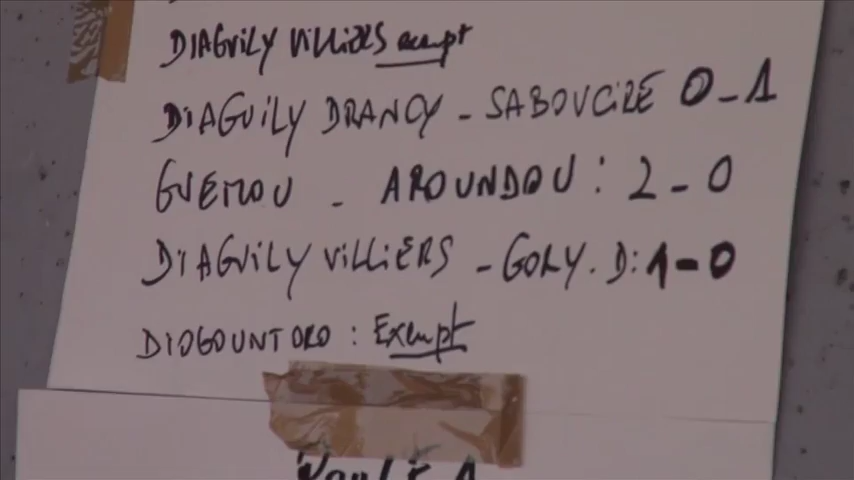 DIAGUILY VILLIERS exempt
DIAGUILY DRANCY - SABOUCIRE 0-1
GUEMOU - AROUNDOU : 2-0
DIAGUILY VILLIERS - GORY.D: 1-0
DIOGOUNTORO : Exempt